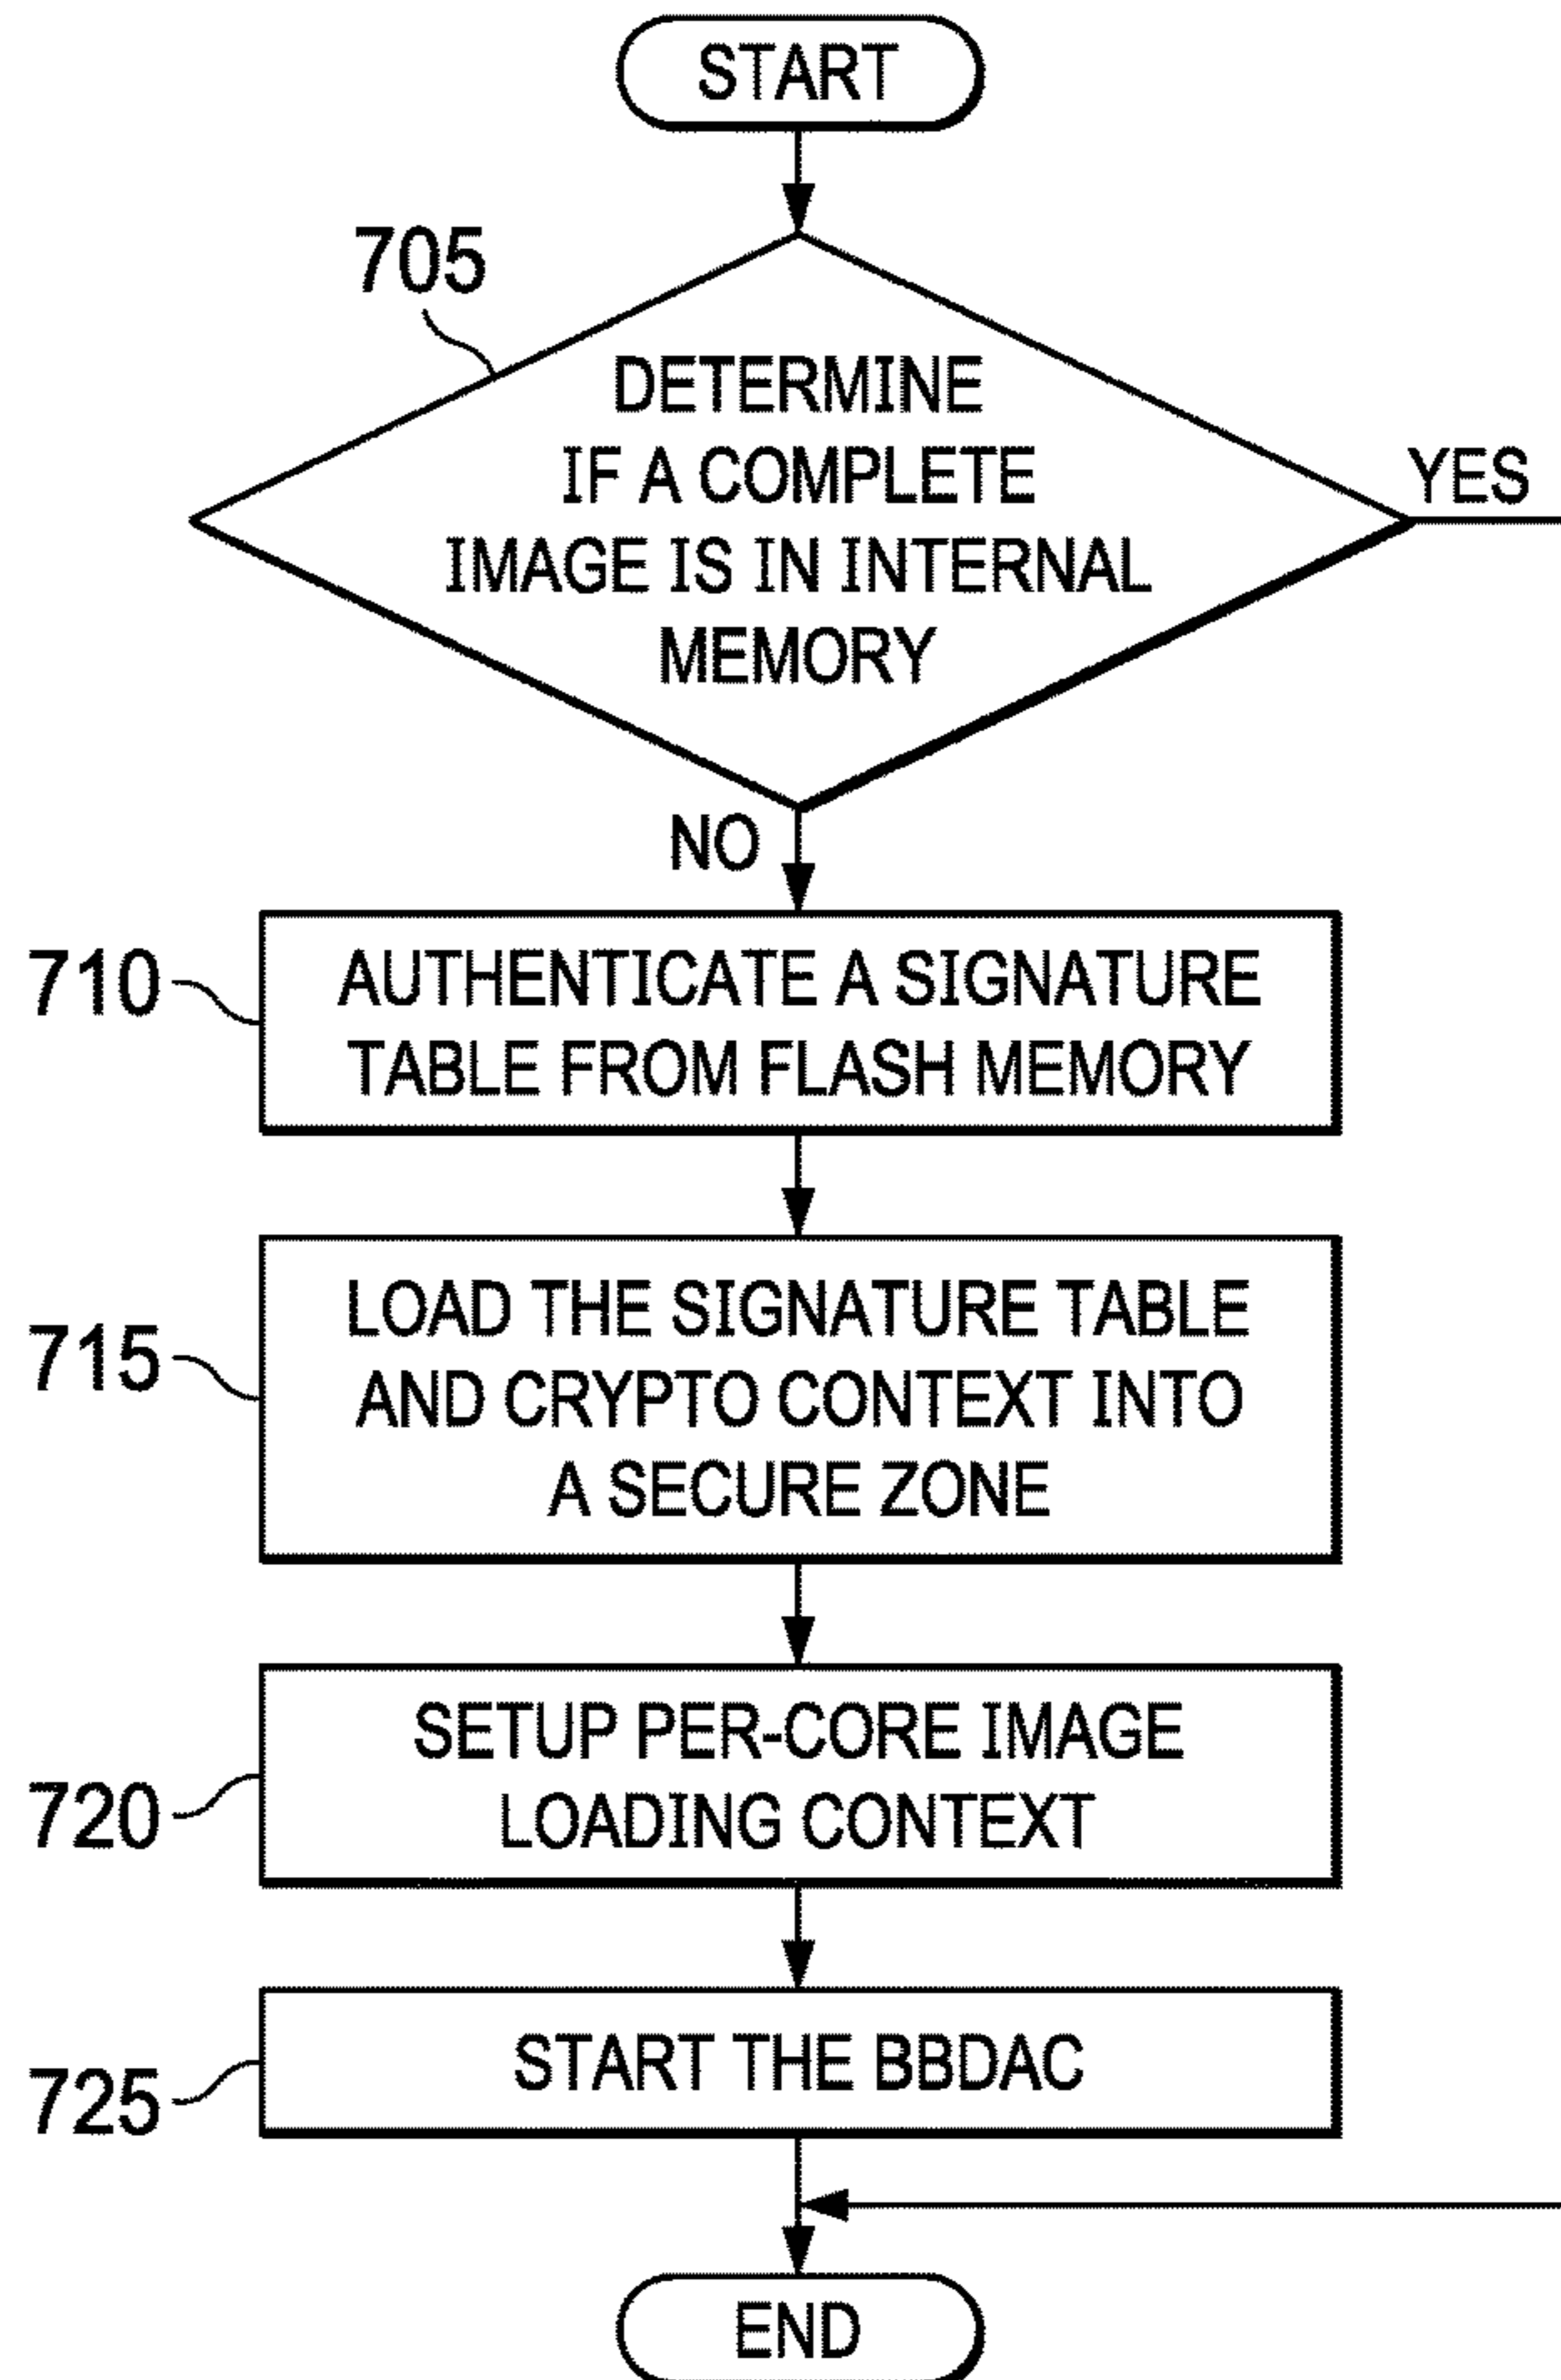 START
705
DETERMINE
IF A COMPLETE
IMAGE IS IN INTERNAL
MEMORY
YES
NO
710
AUTHENTICATE A SIGNATURE
TABLE FROM FLASH MEMORY
715
LOAD THE SIGNATURE TABLE
AND CRYPTO CONTEXT INTO
A SECURE ZONE
720
SETUP PER-CORE IMAGE
LOADING CONTEXT
725
START THE BBDAC
END